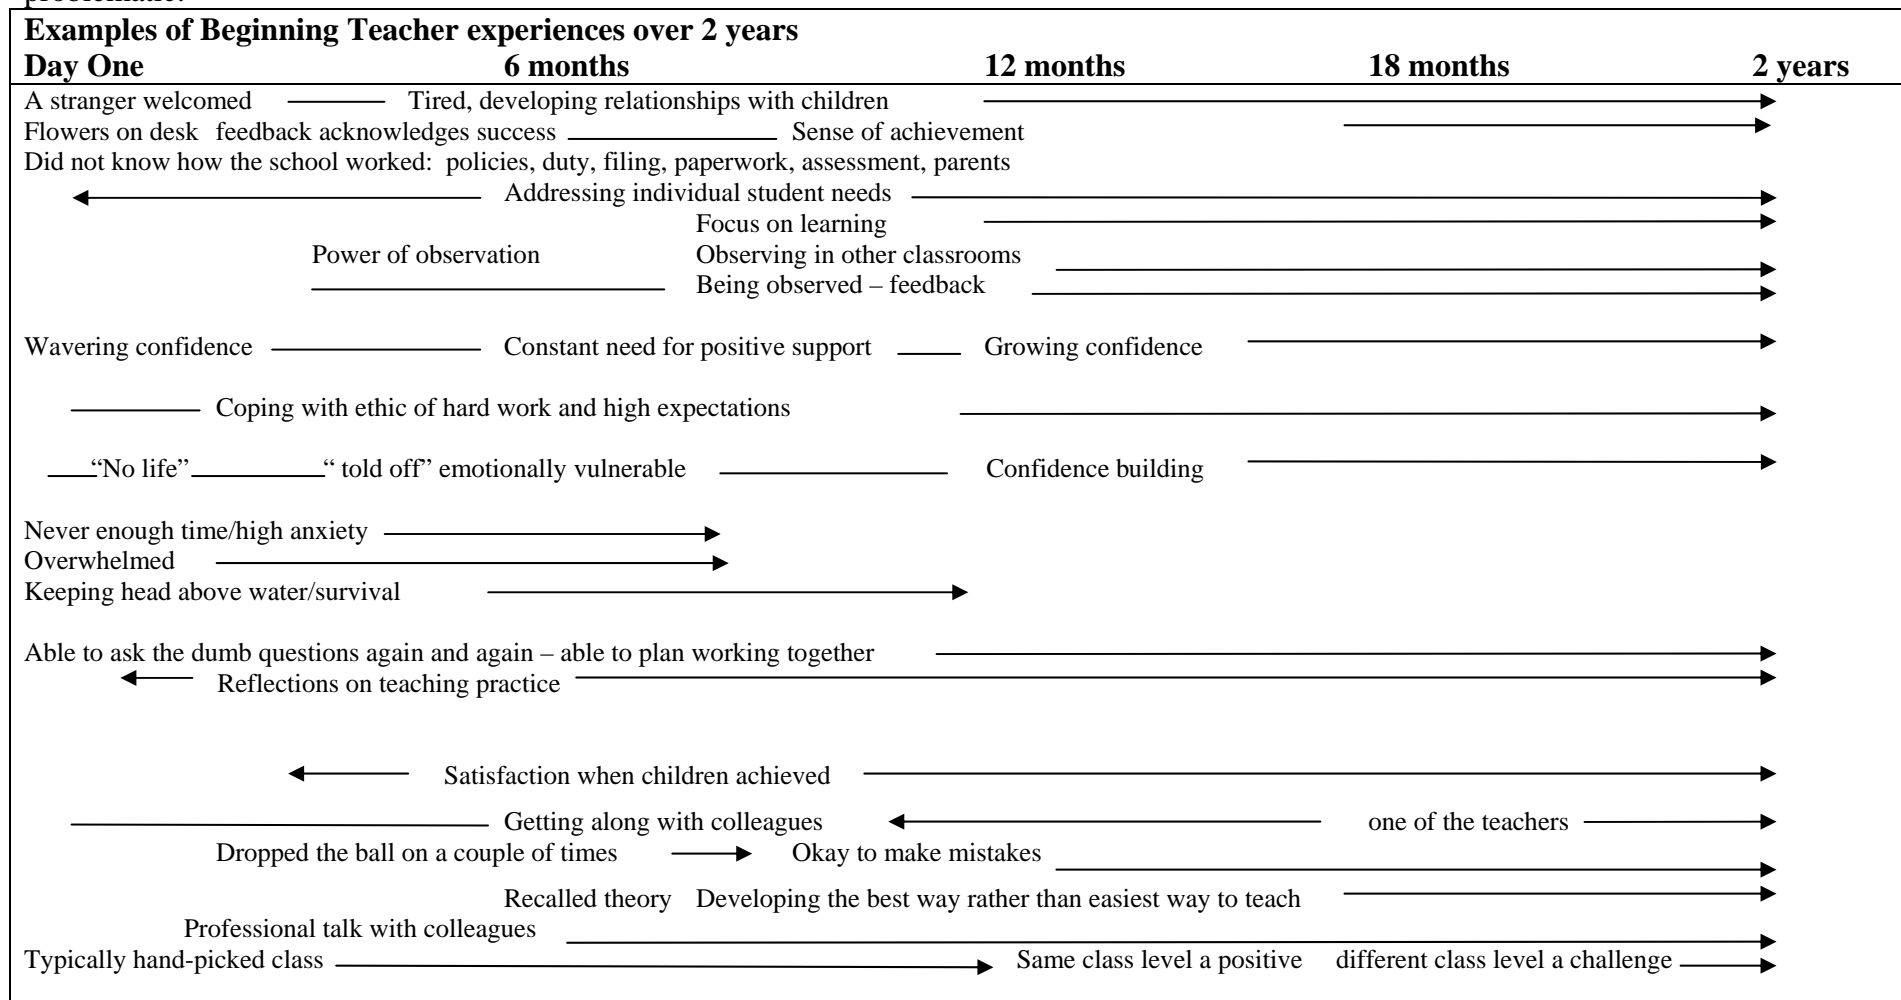 problematic.
Examples of Beginning Teacher experiences over 2 years
Day One 6 months 12 months 18 months 2 years
A stranger welcomed Tired, developing relationships with children
Flowers on desk feedback acknowledges success Sense of achievement
Did not know how the school worked: policies, duty, filing, paperwork, assessment, parents
Addressing individual student needs
Focus on learning
Power of observation Observing in other classrooms
Being observed – feedback
Wavering confidence Constant need for positive support Growing confidence
Coping with ethic of hard work and high expectations
“No life” “ told off” emotionally vulnerable Confidence building
Never enough time/high anxiety
Overwhelmed
Keeping head above water/survival
Able to ask the dumb questions again and again – able to plan working together
Reflections on teaching practice
Satisfaction when children achieved
Getting along with colleagues one of the teachers
Dropped the ball on a couple of times Okay to make mistakes
Recalled theory Developing the best way rather than easiest way to teach
Professional talk with colleagues
Typically hand-picked class Same class level a positive different class level a challenge